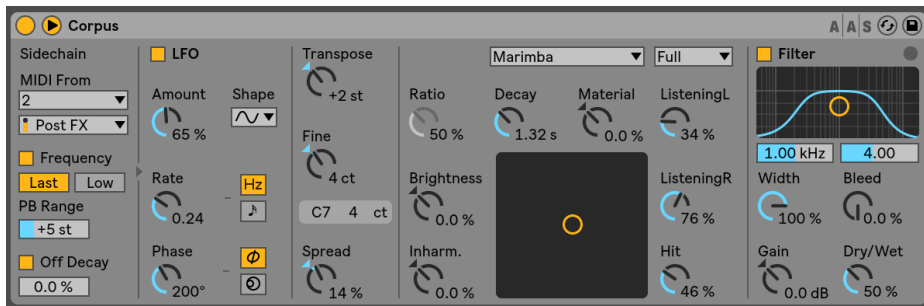 Corpus
A A S
Sidechain
MIDI From
2
Post FX
Frequency
Last Low
PB Range
+5 st
Off Decay
0.0 %
LFO
Amount Shape
65 %
Rate
Hz
0.24
Phase
200°
Transpose
+2 st
Fine
4 ct
C7 4 ct
Spread
14 %
Marimba Full
Ratio Decay Material ListeningL
50 % 1.32 s 0.0 % 34 %
Brightness
0.0 %
ListeningR
76 %
Inharm.
0.0 %
Hit
46 %
Filter
1.00 kHz 4.00
Width Bleed
100 % 0.0 %
Gain Dry/Wet
0.0 dB 50 %